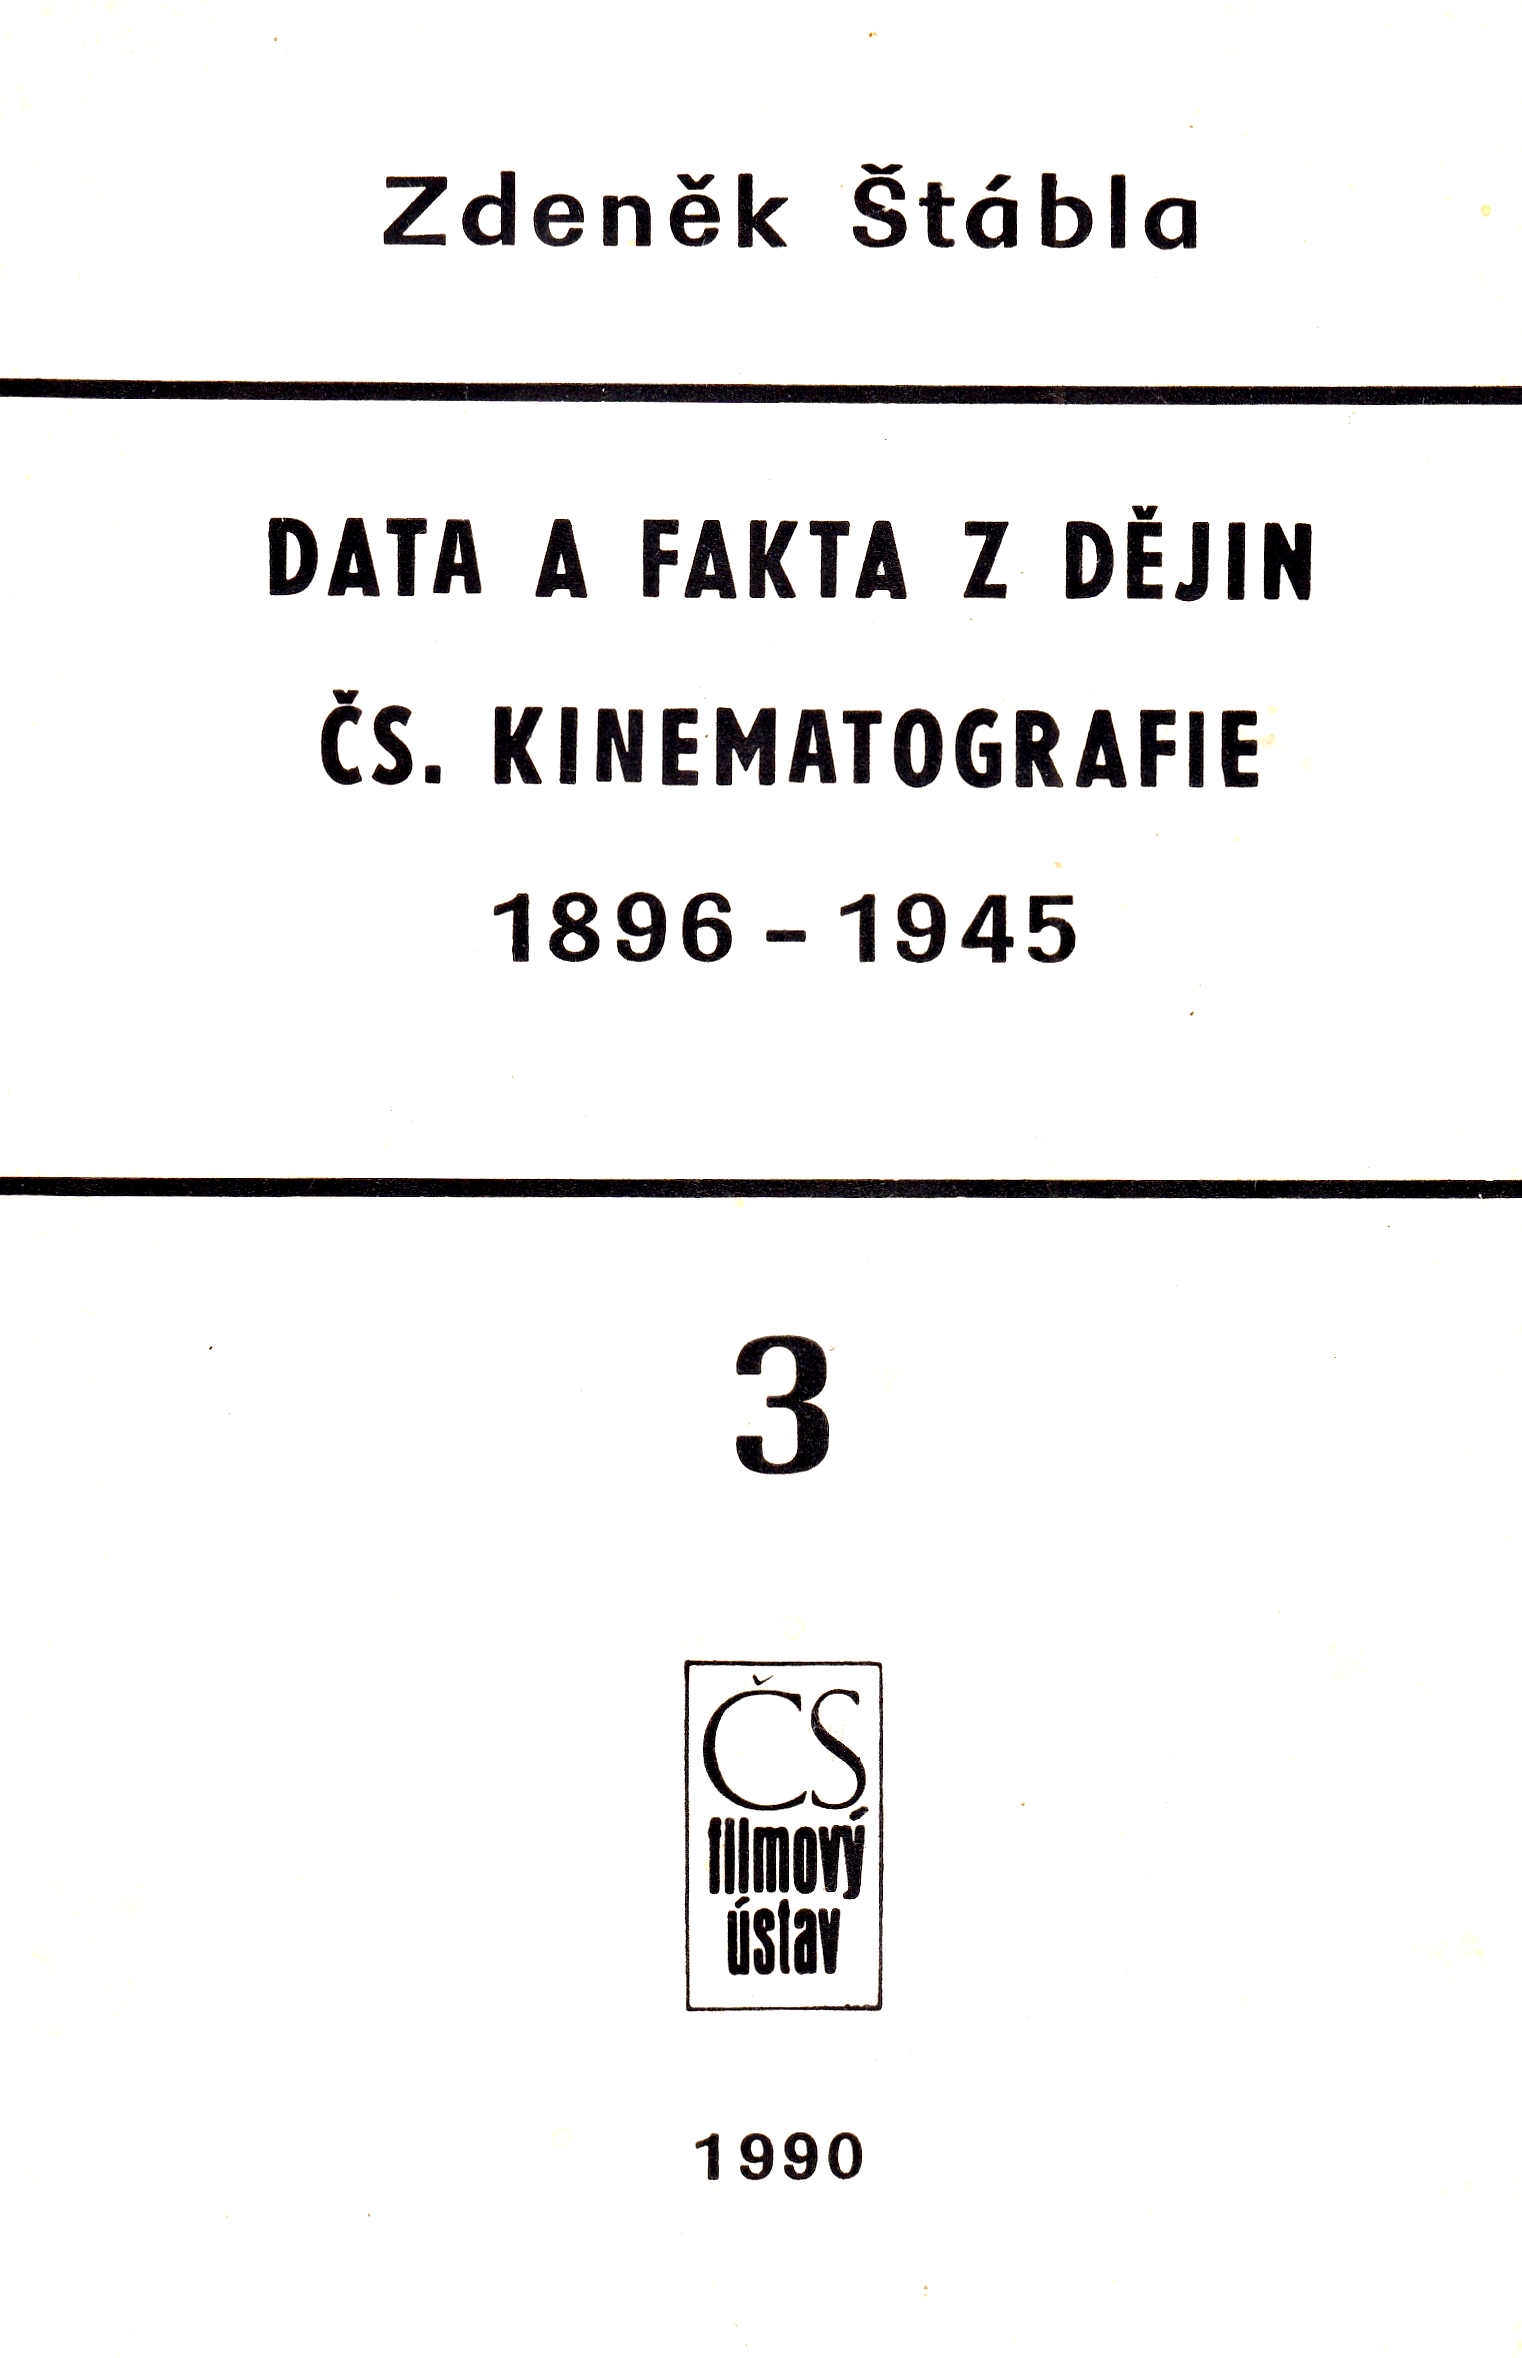 Zdeněk Štábla
DATA A FAKTA Z DĚJIN
ČS. KINEMATOGRAFIE
1896 – 1945
3
ČS
filmový
ústav
1990